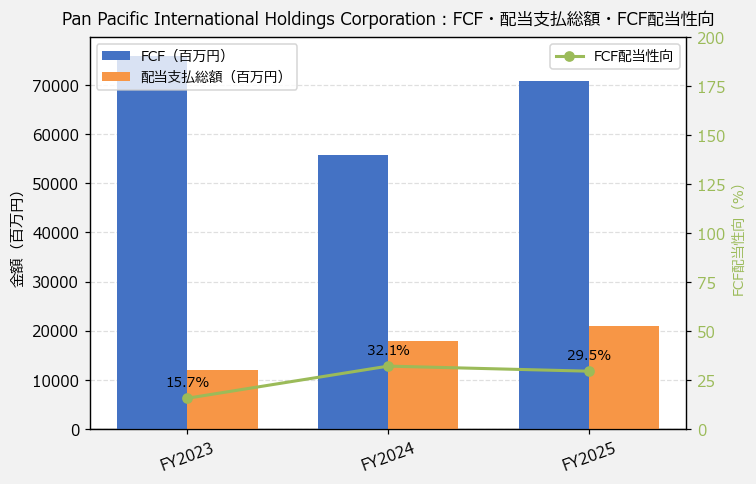 Pan Pacific International Holdings Corporation : FCF・配当支払総額・FCF配当性向
FCF（百万円）
配当支払総額（百万円）
FCF配当性向
金額（百万円）
70000
60000
50000
40000
30000
20000
10000
0
200
175
150
125
100
75
50
25
0
FCF配当性向（%）
15.7%
32.1%
29.5%
FY2023
FY2024
FY2025